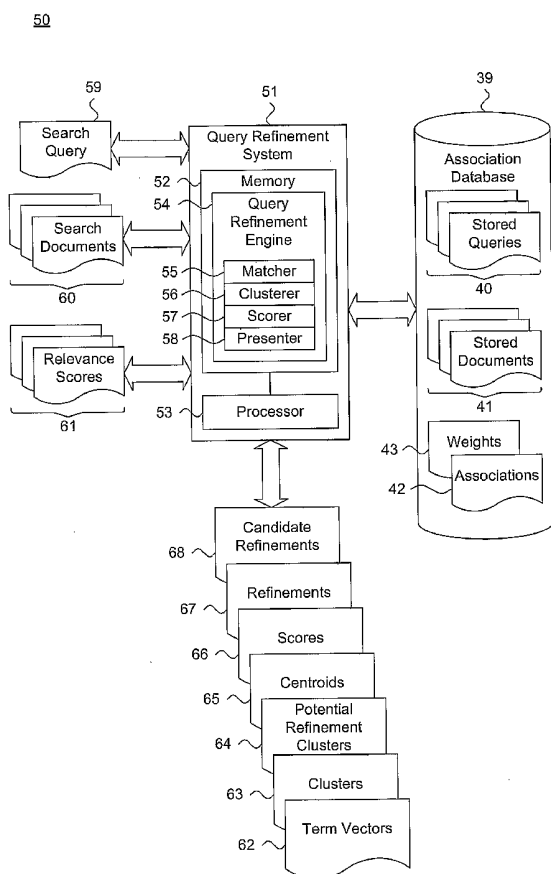 50
59
Search
Query
Search
Documents
60
Relevance
Scores
61
51
Query Refinement
System
52
Memory
54
Query
Refinement
Engine
55
Matcher
56
Clusterer
57
Scorer
58
Presenter
53
Processor
39
Association
Database
Stored
Queries
40
Stored
Documents
41
43
Weights
42
Associations
Candidate
Refinements
68
Refinements
67
Scores
66
Centroids
65
Potential
Refinement
Clusters
64
Clusters
63
Term Vectors
62